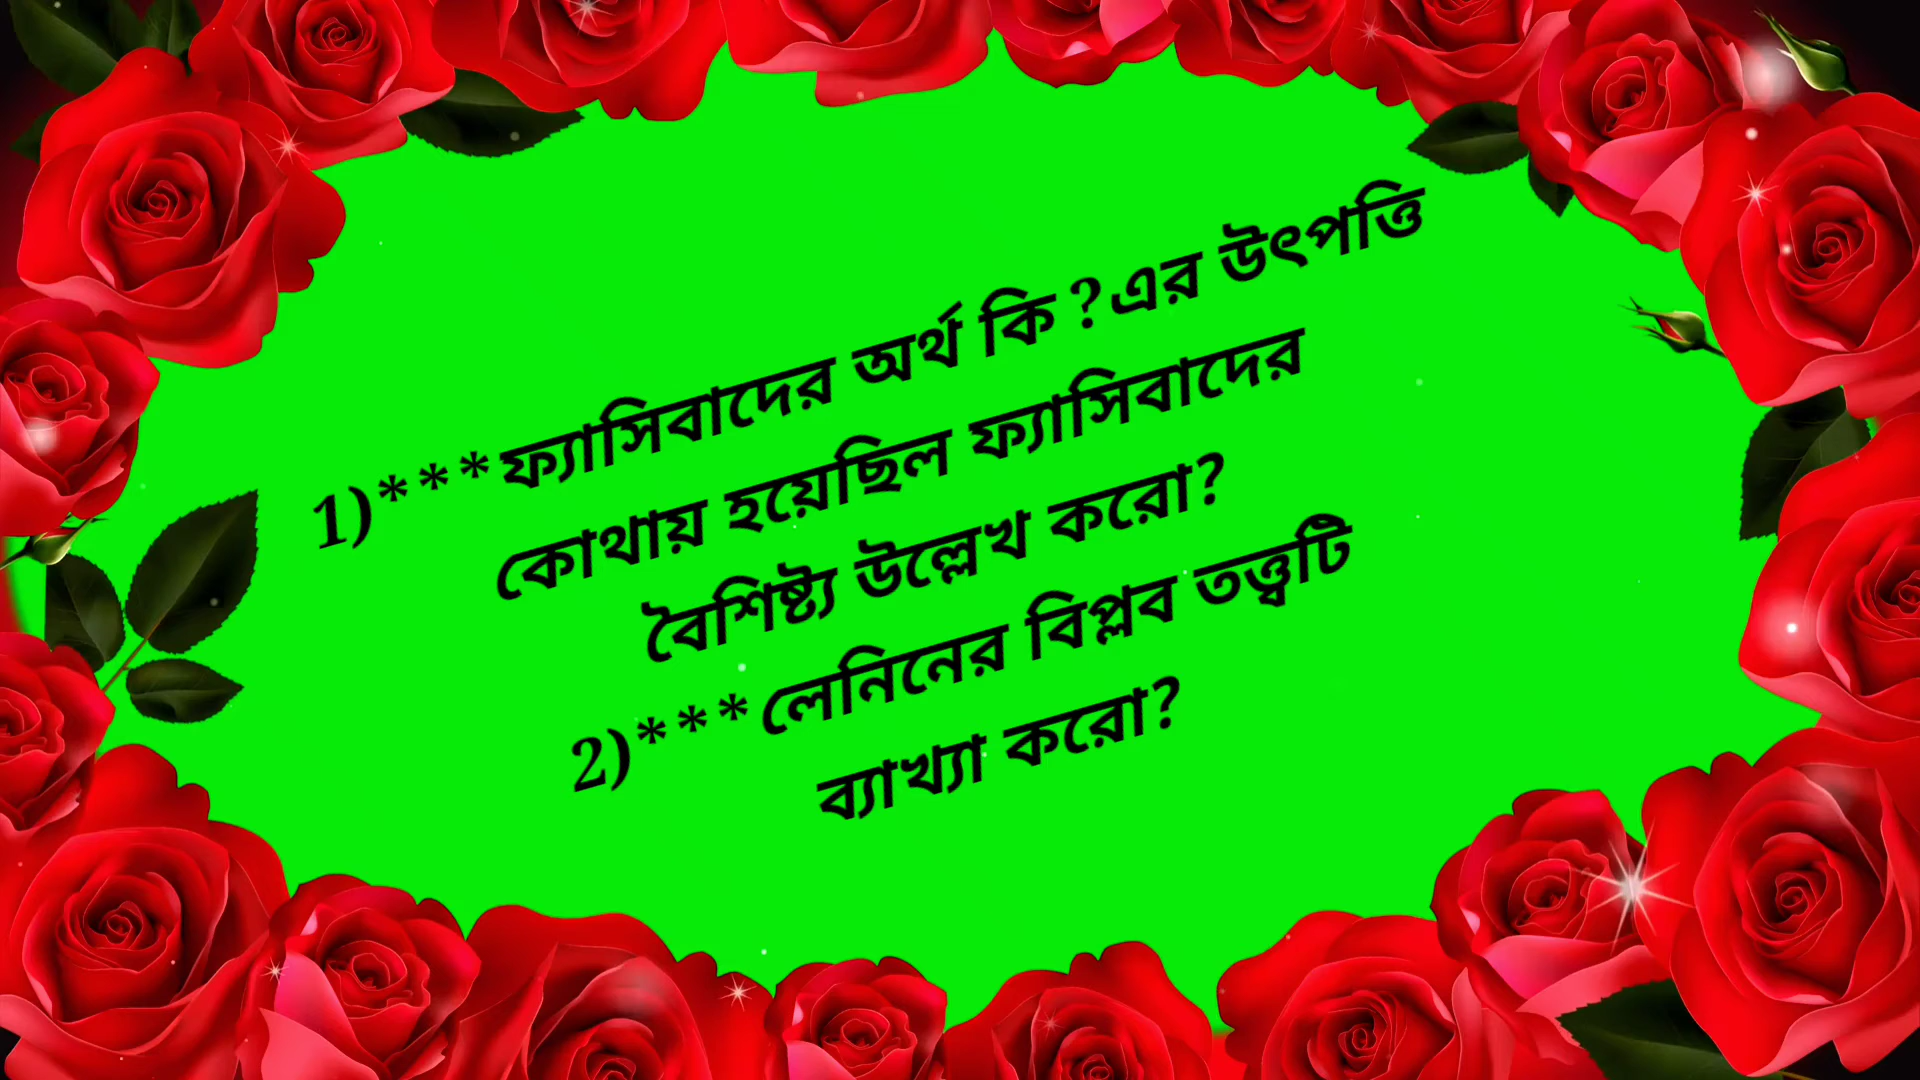 1)***ফ্যাসিবাদের অর্থ কি ?এর উৎপত্তি
কোথায় হয়েছিল ফ্যাসিবাদের
বৈশিষ্ট্য উল্লেখ করো?
2)***লেনিনের বিপ্লব তত্ত্বটি
ব্যাখ্যা করো?